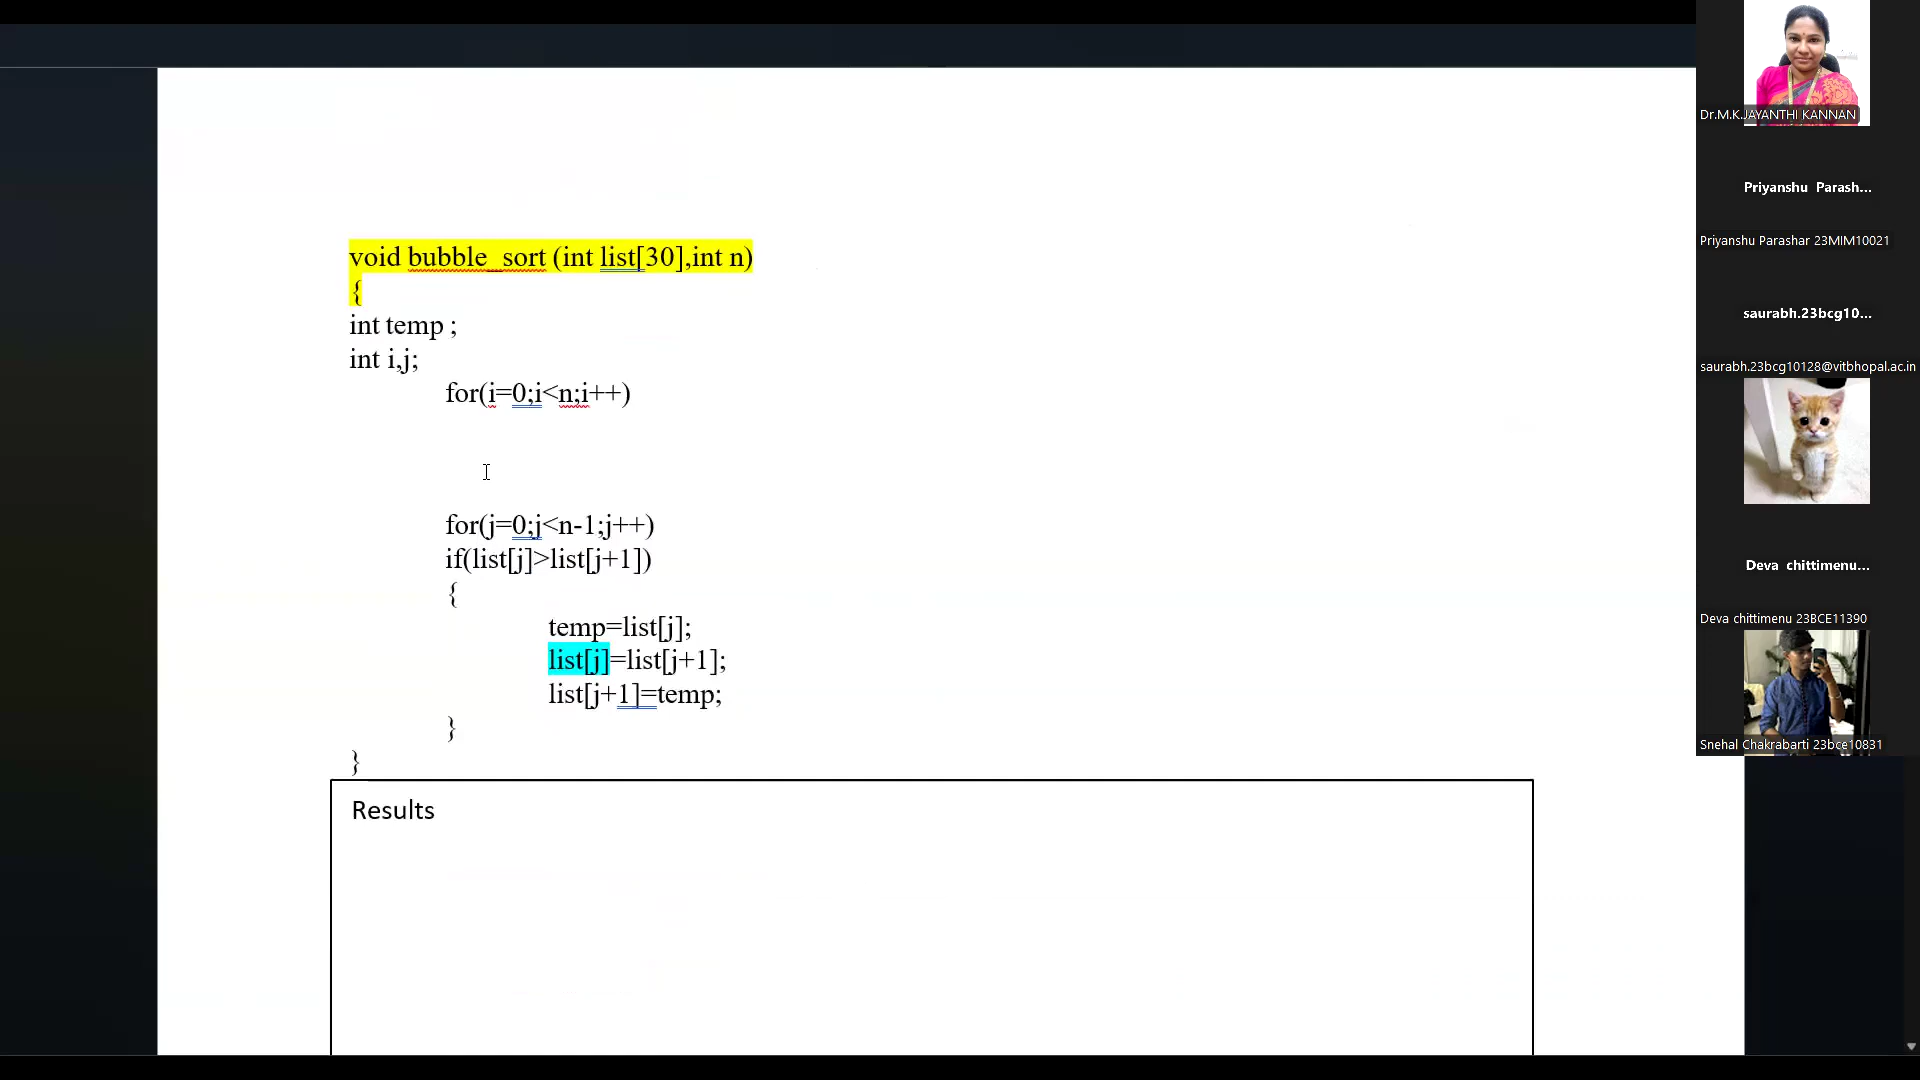 void bubble_sort (int list[30],int n)
{
int temp ;
int i,j;
for(i=0;i<n;i++)
for(j=0;j<n-1;j++)
if(list[j]>list[j+1])
{
temp=list[j];
list[j]=list[j+1];
list[j+1]=temp;
}
}
Results
Dr.M.K.JAYANTHI KANNAN
Priyanshu Parash...
Priyanshu Parashar 23MIM10021
saurabh.23bcg10...
saurabh.23bcg10128@vitbhopal.ac.in
Deva chittimenu...
Deva chittimenu 23BCE11390
Snehal Chakrabarti 23bce10831